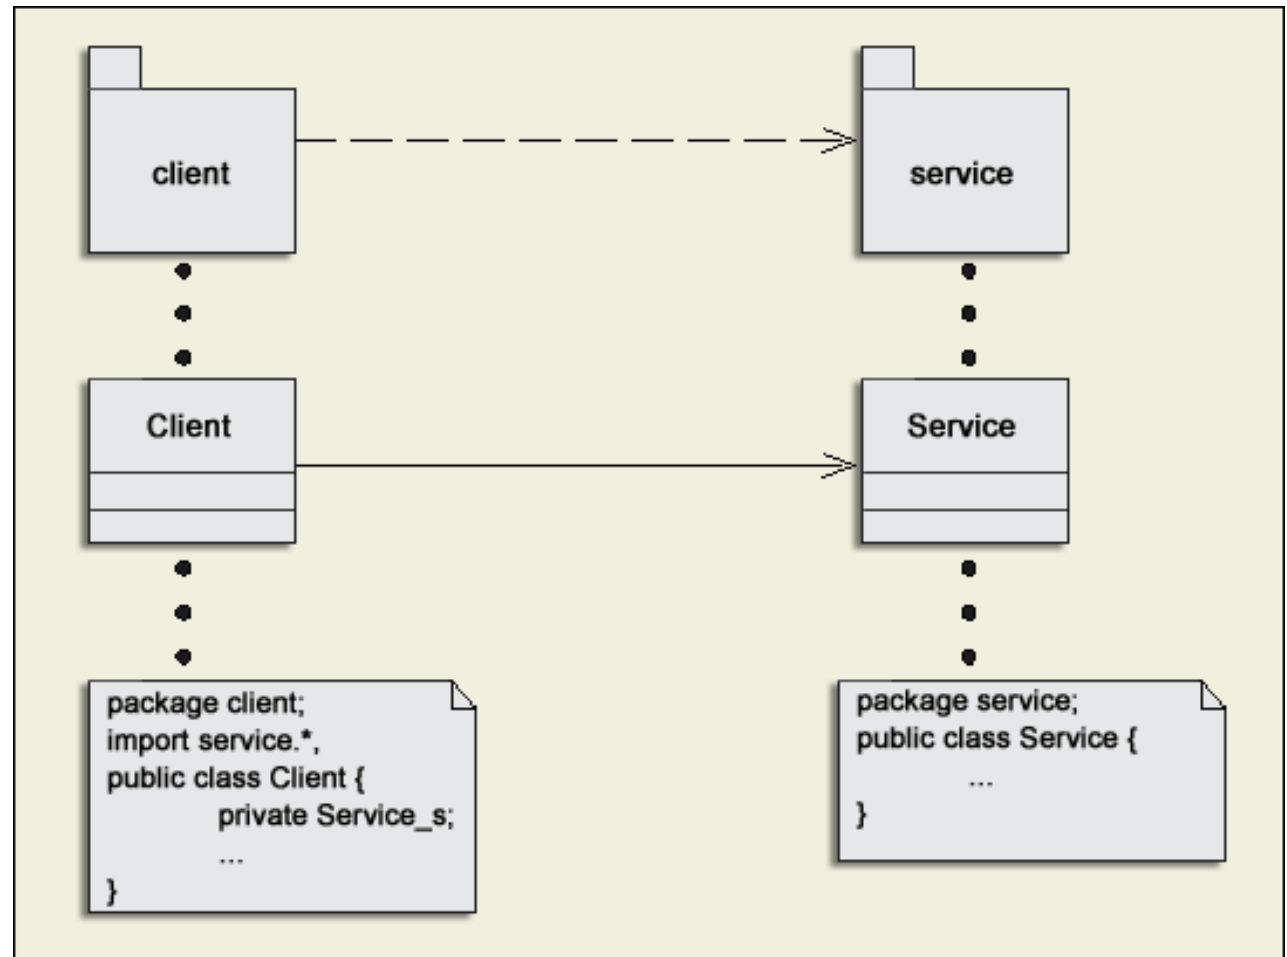 client
service
Client
Service
package client;
import service.*,
public class Client {
private Service_s;
...
}
package service;
public class Service {
...
}